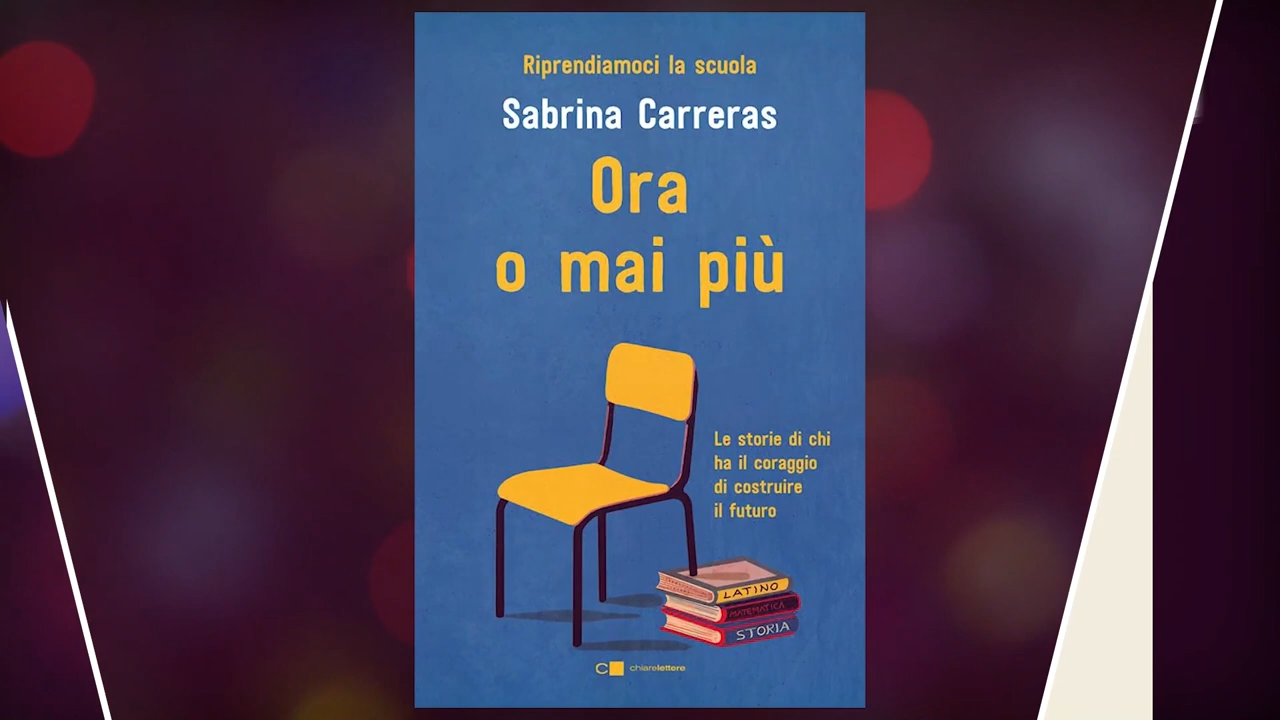 Riprendiamoci la scuola
Sabrina Carreras
Ora
o mai più
Le storie di chi
ha il coraggio
di costruire
il futuro
LATINO
MATEMATICA
STORIA
chiarelettere